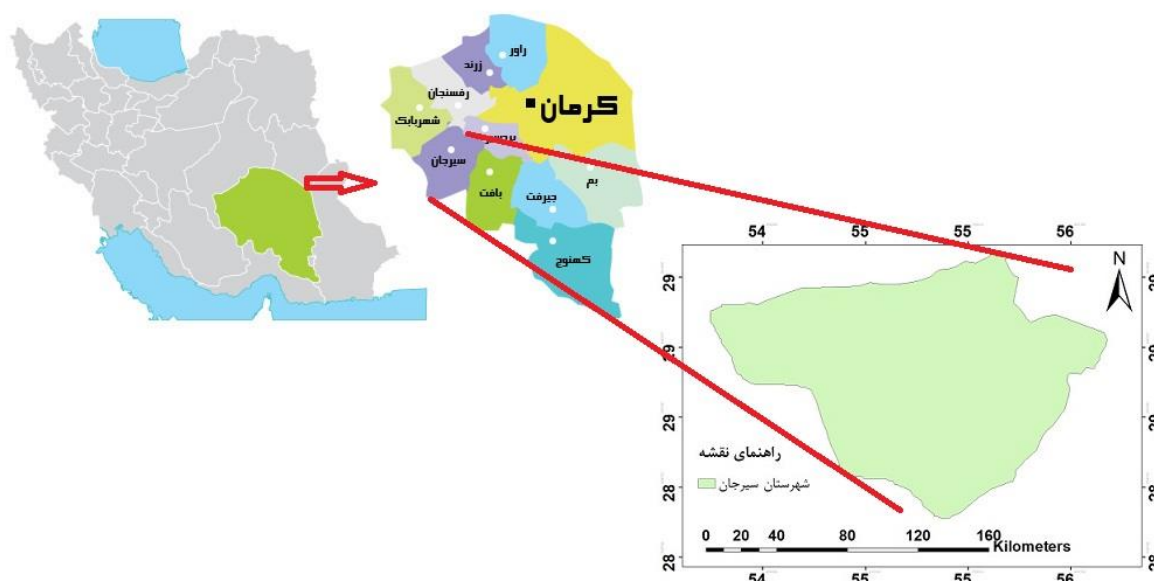 راور
زرند
رفسنجان
شهربابک
کرمان
سیرجان
بافت
جیرفت
بم
کهنوج
54 55 55 56
N
29 29
29 29
29 29
28 28
28 28
راهنمای نقشه
شهرستان سیرجان
0 20 40 80 120 160
Kilometers
54 55 55 56